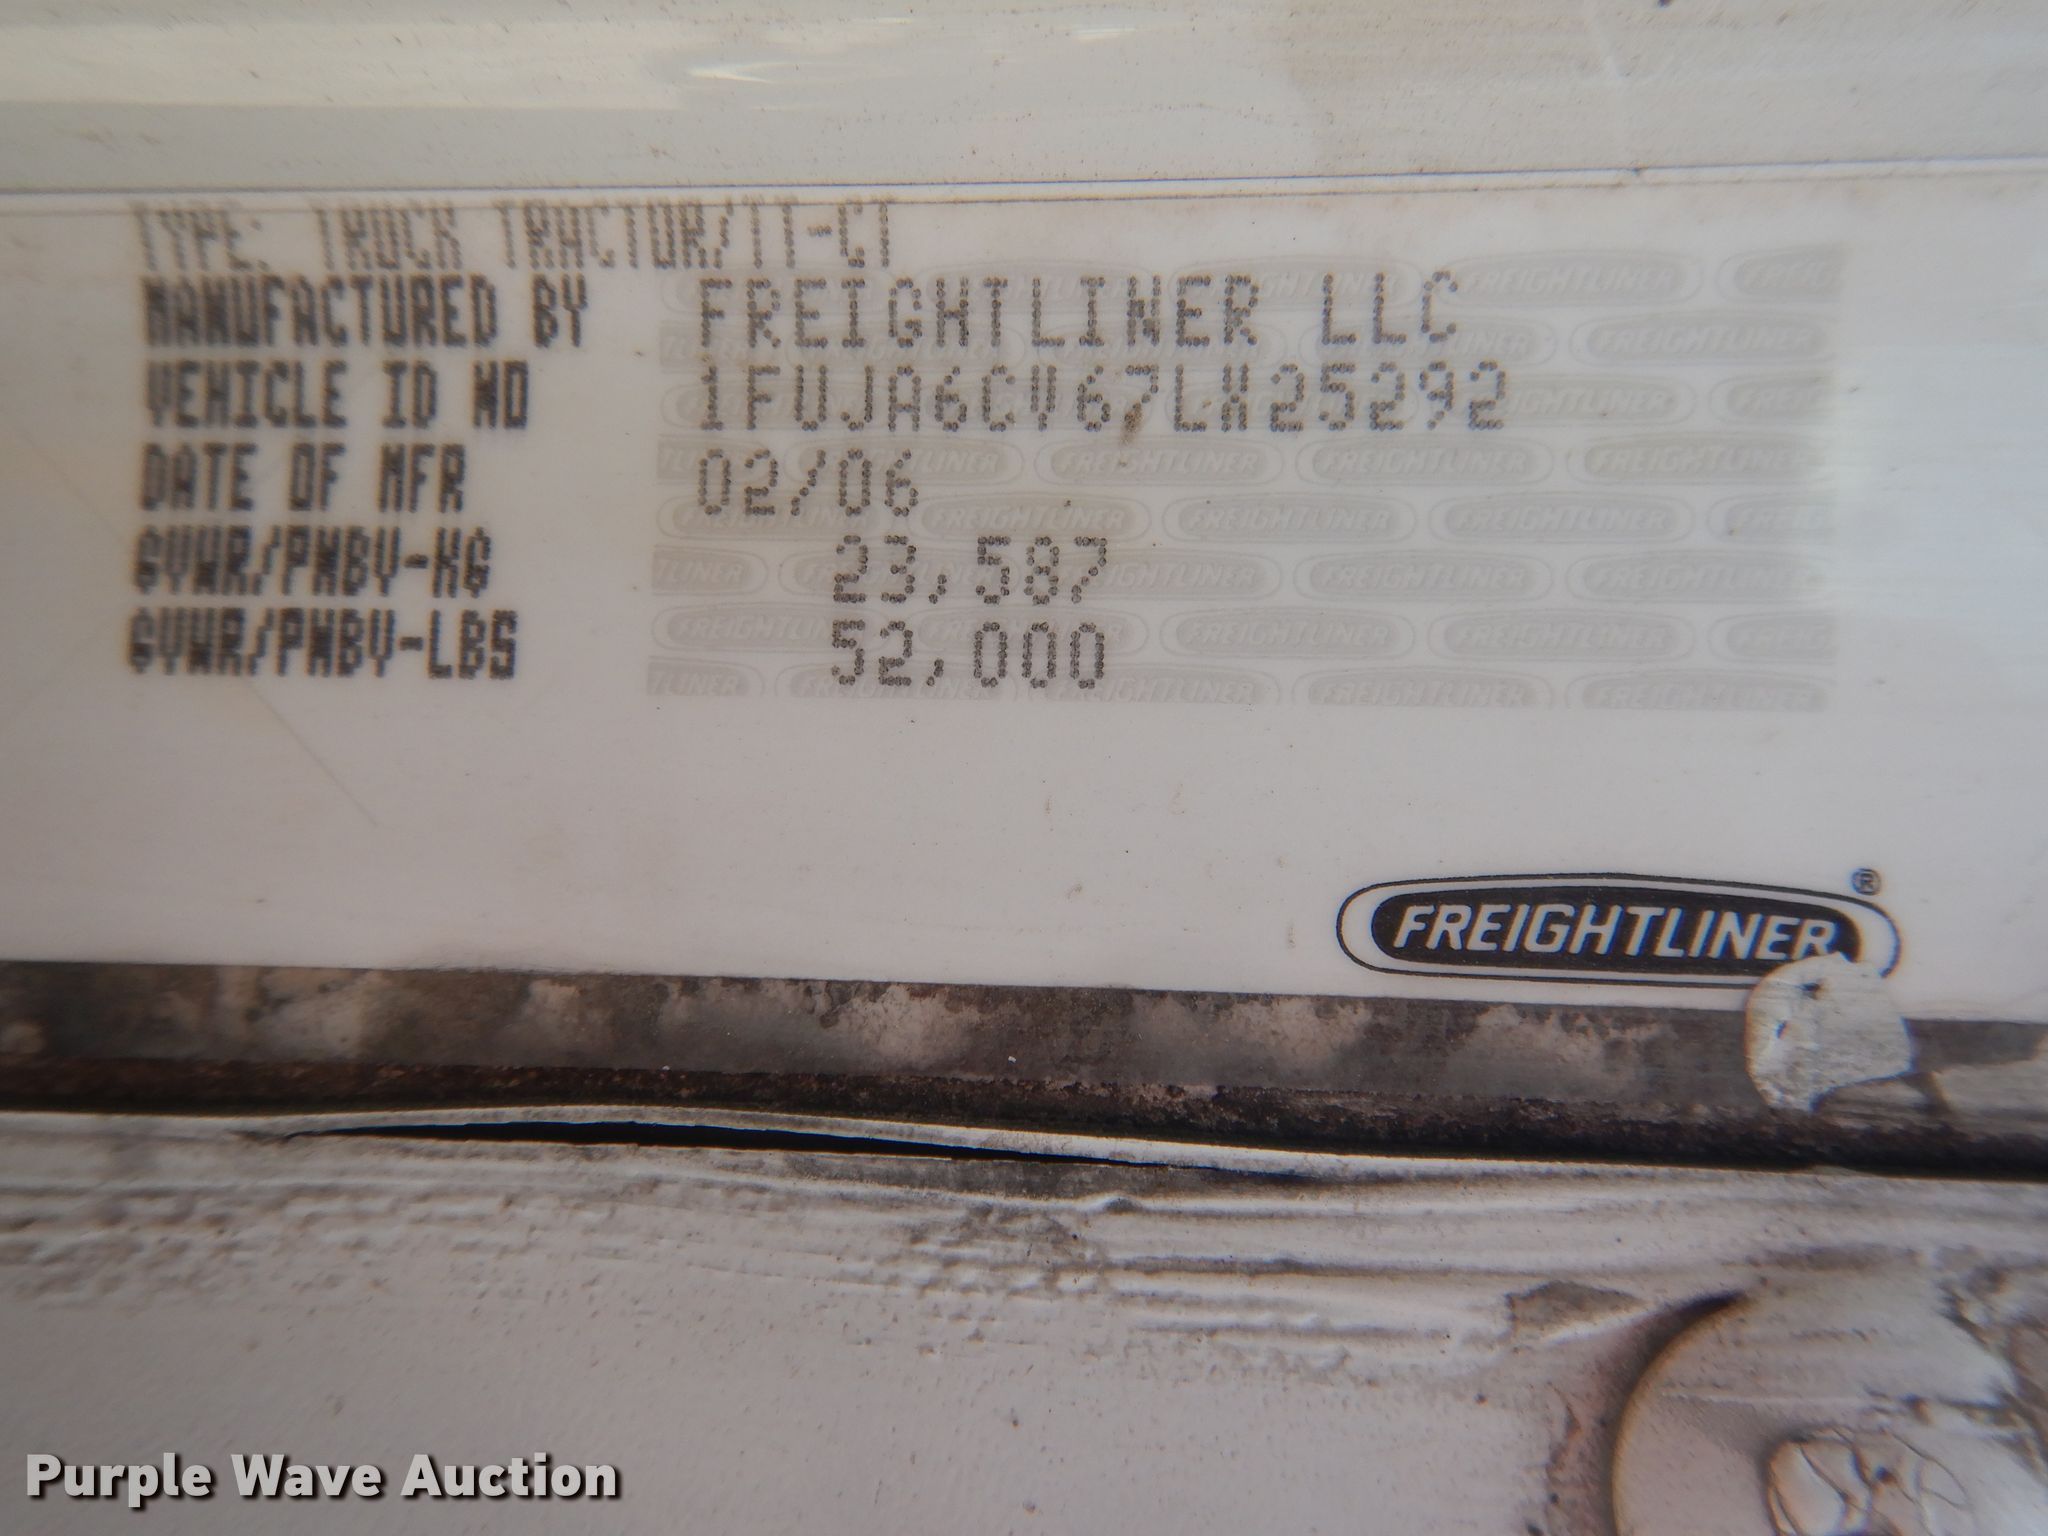 TYPE: TRUCK TRACTOR/TT-CT
MANUFACTURED BY FREIGHTLINER LLC
VEHICLE ID NO 1FUJA6CV67LX25292
DATE OF MFR 02/06
GVWR/PNBV-KG 23,587
GVWR/PNBV-LBS 52,000
FREIGHTLINER®
Purple Wave Auction